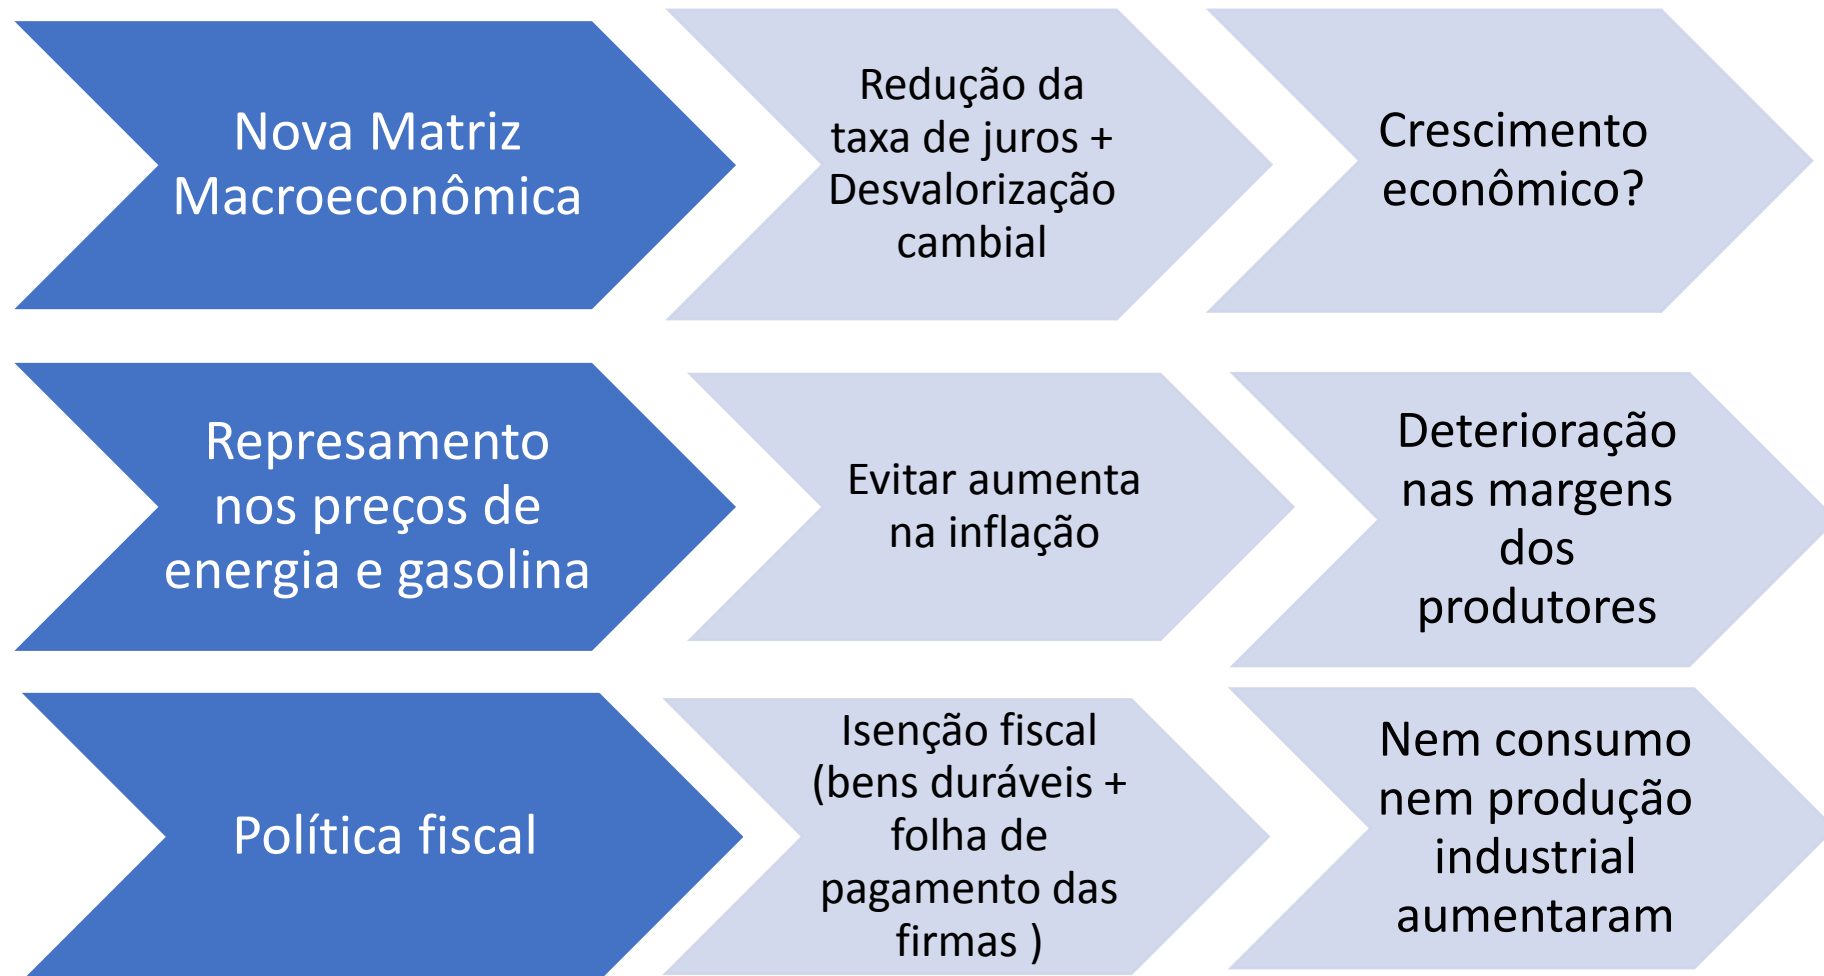 Nova Matriz
Macroeconômica
Redução da
taxa de juros +
Desvalorização
cambial
Crescimento
econômico?
Represamento
nos preços de
energia e gasolina
Evitar aumenta
na inflação
Deterioração
nas margens
dos
produtores
Política fiscal
Isenção fiscal
(bens duráveis +
folha de
pagamento das
firmas )
Nem consumo
nem produção
industrial
aumentaram